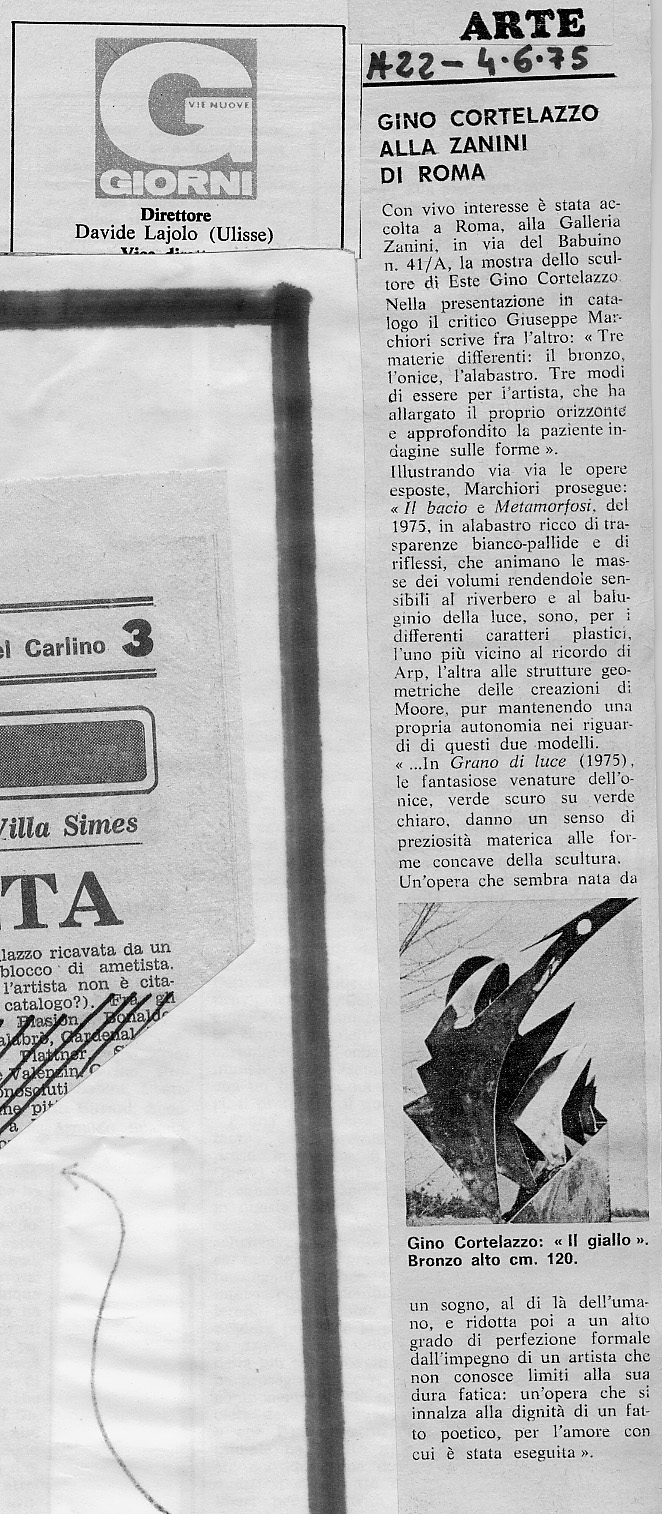 VIE NUOVE
G
GIORNI
Direttore
Davide Lajolo (Ulisse)
ARTE
N22 - 4.6.75
GINO CORTELAZZO
ALLA ZANINI
DI ROMA
Con vivo interesse è stata ac-
colta a Roma, alla Galleria
Zanini, in via del Babuino
n. 41/A, la mostra dello scul-
tore di Este Gino Cortelazzo.
Nella presentazione in cata-
logo il critico Giuseppe Mar-
chiori scrive fra l'altro: « Tre
materie differenti: il bronzo,
l'onice, l'alabastro. Tre modi
di essere per l'artista, che ha
allargato il proprio orizzonte
e approfondito la paziente in-
dagine sulle forme ».
Illustrando via via le opere
esposte, Marchiori prosegue:
« Il bacio e Metamorfosi, del
1975, in alabastro ricco di tra-
sparenze bianco-pallide e di
riflessi, che animano le mas-
se dei volumi rendendole sen-
sibili al riverbero e al balu-
ginio della luce, sono, per i
differenti caratteri plastici,
l'uno più vicino al ricordo di
Arp, l'altra alle strutture geo-
metriche delle creazioni di
Moore, pur mantenendo una
propria autonomia nei riguar-
di di questi due modelli.
« ...In Grano di luce (1975),
le fantasiose venature dell'o-
nice, verde scuro su verde
chiaro, danno un senso di
preziosità materica alle for-
me concave della scultura.
Un'opera che sembra nata da
Gino Cortelazzo: « Il giallo ».
Bronzo alto cm. 120.
un sogno, al di là dell'uma-
no, e ridotta poi a un alto
grado di perfezione formale
dall'impegno di un artista che
non conosce limiti alla sua
dura fatica: un'opera che si
innalza alla dignità di un fat-
to poetico, per l'amore con
cui è stata eseguita ».
el Carlino 3
Villa Simes
TA
lazzo ricavata da un
blocco di ametista.
l'artista non è cita-
catalogo?). Fra gli
Biasion, Bonaldo
Gardenal
Plattner
Valenzin